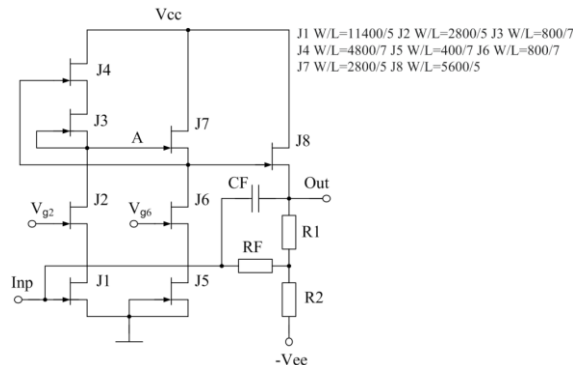 Vcc
J1 W/L=11400/5 J2 W/L=2800/5 J3 W/L=800/7
J4 W/L=4800/7 J5 W/L=400/7 J6 W/L=800/7
J7 W/L=2800/5 J8 W/L=5600/5
J4
J3
A
J7
J8
J2
J6
CF
Out
Vg2
Vg6
R1
RF
Inp
J1
J5
R2
-Vee